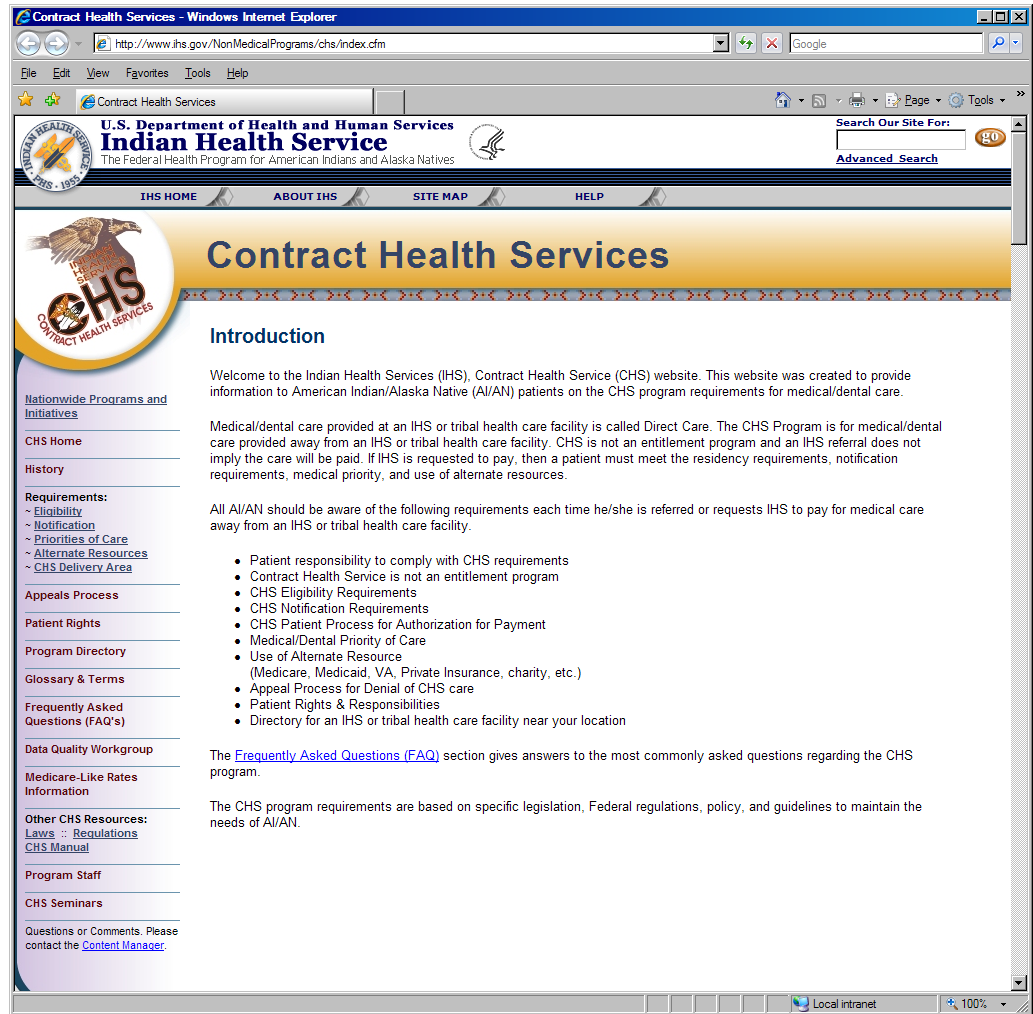 Contract Health Services - Windows Internet Explorer
http://www.ihs.gov/NonMedicalPrograms/chs/index.cfm
Google
File Edit View Favorites Tools Help
Contract Health Services
Page Tools »
INDIAN HEALTH SERVICE
PHS - 1955
U.S. Department of Health and Human Services
Indian Health Service
The Federal Health Program for American Indians and Alaska Natives
Search Our Site For:
go
Advanced Search
IHS HOME ABOUT IHS SITE MAP HELP
INDIAN HEALTH SERVICE
CHS
CONTRACT HEALTH SERVICES
Contract Health Services
Nationwide Programs and
Initiatives
CHS Home
History
Requirements:
~ Eligibility
~ Notification
~ Priorities of Care
~ Alternate Resources
~ CHS Delivery Area
Appeals Process
Patient Rights
Program Directory
Glossary & Terms
Frequently Asked
Questions (FAQ's)
Data Quality Workgroup
Medicare-Like Rates
Information
Other CHS Resources:
Laws :: Regulations
CHS Manual
Program Staff
CHS Seminars
Questions or Comments. Please
contact the Content Manager.
Introduction
Welcome to the Indian Health Services (IHS), Contract Health Service (CHS) website. This website was created to provide
information to American Indian/Alaska Native (AI/AN) patients on the CHS program requirements for medical/dental care.
Medical/dental care provided at an IHS or tribal health care facility is called Direct Care. The CHS Program is for medical/dental
care provided away from an IHS or tribal health care facility. CHS is not an entitlement program and an IHS referral does not
imply the care will be paid. If IHS is requested to pay, then a patient must meet the residency requirements, notification
requirements, medical priority, and use of alternate resources.
All AI/AN should be aware of the following requirements each time he/she is referred or requests IHS to pay for medical care
away from an IHS or tribal health care facility.
• Patient responsibility to comply with CHS requirements
• Contract Health Service is not an entitlement program
• CHS Eligibility Requirements
• CHS Notification Requirements
• CHS Patient Process for Authorization for Payment
• Medical/Dental Priority of Care
• Use of Alternate Resource
(Medicare, Medicaid, VA, Private Insurance, charity, etc.)
• Appeal Process for Denial of CHS care
• Patient Rights & Responsibilities
• Directory for an IHS or tribal health care facility near your location
The Frequently Asked Questions (FAQ) section gives answers to the most commonly asked questions regarding the CHS
program.
The CHS program requirements are based on specific legislation, Federal regulations, policy, and guidelines to maintain the
needs of AI/AN.
Local intranet
100%